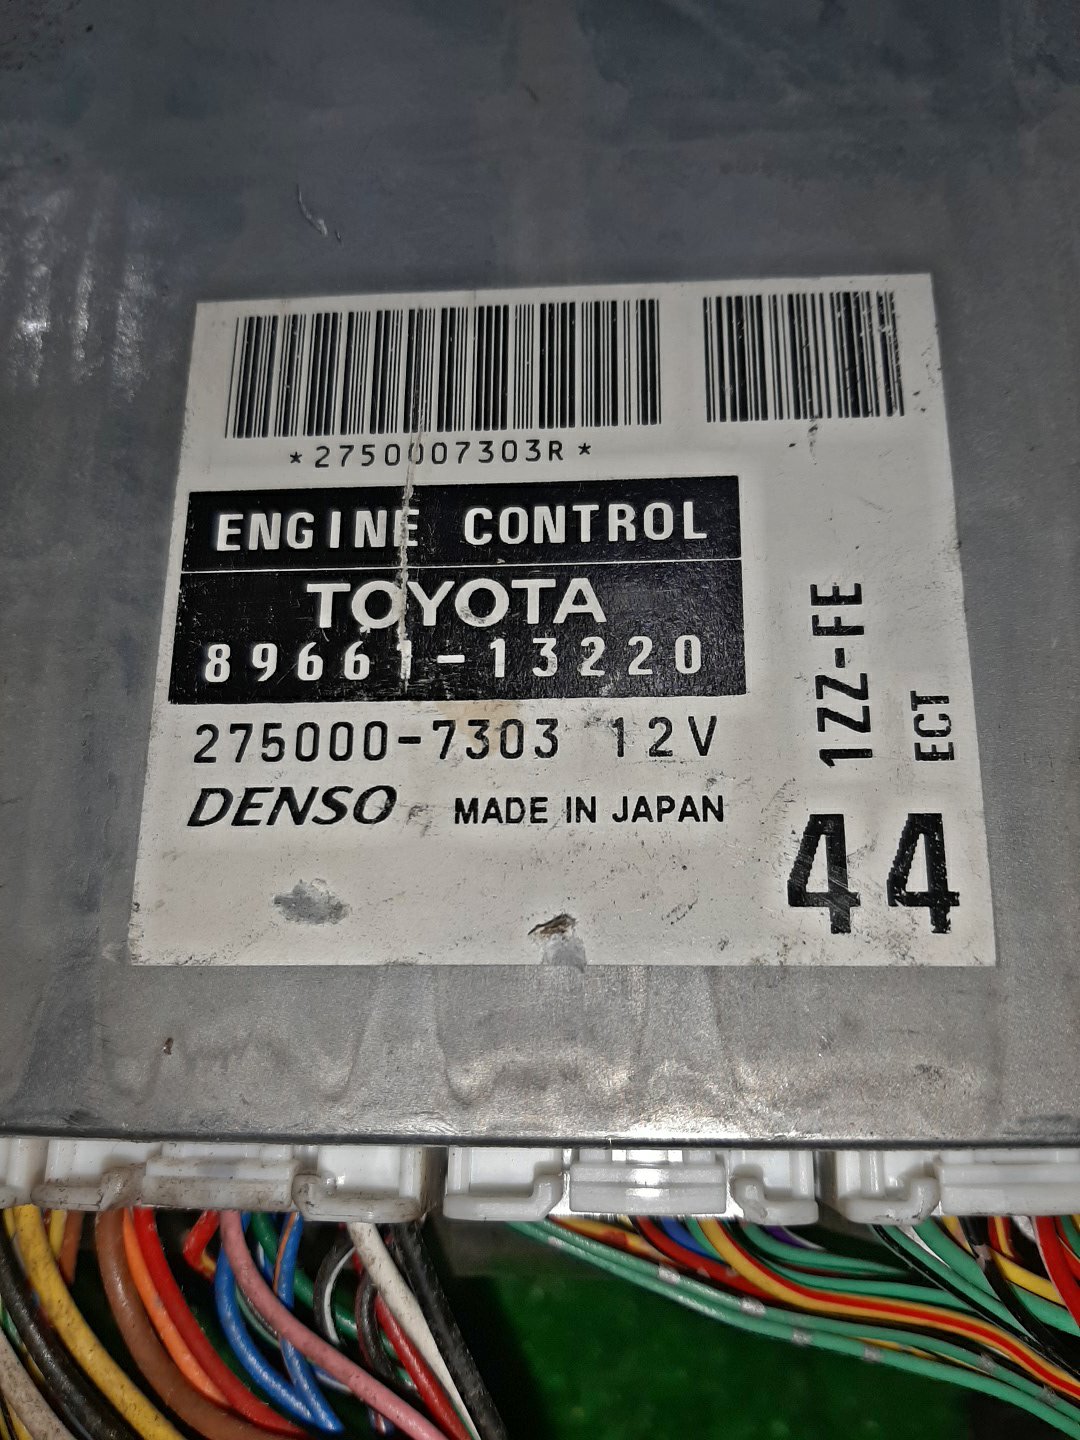 *2750007303R*
ENGINE CONTROL
TOYOTA
89661-13220
275000-7303 12V
DENSO MADE IN JAPAN
1ZZ-FE
ECT
44